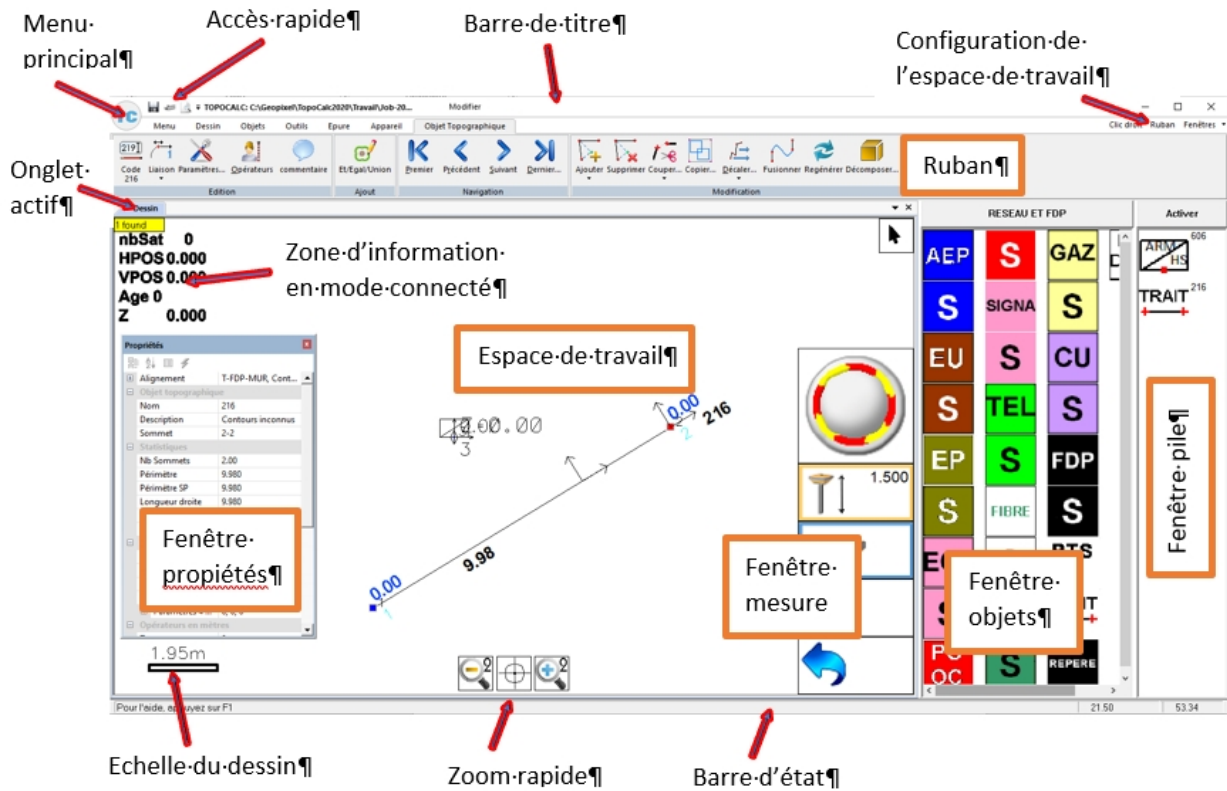 Menu·
principal¶
Accès·rapide¶
Barre·de·titre¶
Configuration·de·
l'espace·de·travail¶
TOPOCALC: C:\Geopixel\TopoCalc2020\Travail\Job-20...
Modifier
Menu Dessin Objets Outils Epure Appareil Objet Topographique
Clic droit Ruban Fenêtres
219
Code
216
Liaison Paramètres... Opérateurs commentaire
Et/Egal/Union
Premier Précédent Suivant Dernier...
Ajouter Supprimer Couper... Copier... Décaler... Fusionner Regénérer Décomposer...
Edition Ajout Navigation Modification
Ruban¶
Onglet·
actif¶
Dessin
1 found
nbSat 0
HPOS 0.000
VPOS 0.000
Age 0
Z 0.000
Zone·d'information·
en·mode·connecté¶
Espace·de·travail¶
RESEAU ET FDP
Activer
AEP S GAZ
S SIGNA S
EU S CU
S TEL S
EP S FDP
S FIBRE S
S REPERE
ARM
HS
606
TRAIT
216
Propriétés
Alignement T-FDP-MUR, Cont...
Objet topographique
Nom 216
Description Contours inconnus
Sommet 2-2
Statistiques
Nb Sommets 2.00
Périmètre 9.980
Périmètre SP 9.980
Longueur droite 9.980
Opérateurs en mètres
Fenêtre·
propiétés¶
3
0.00
2
216
9.98
0.00
1
1.500
Fenêtre·
mesure
Fenêtre·
objets¶
Fenêtre·pile¶
1.95m
2
2
Pour l'aide, appuyez sur F1
21.50
53.34
Echelle·du·dessin¶
Zoom·rapide¶
Barre·d'état¶